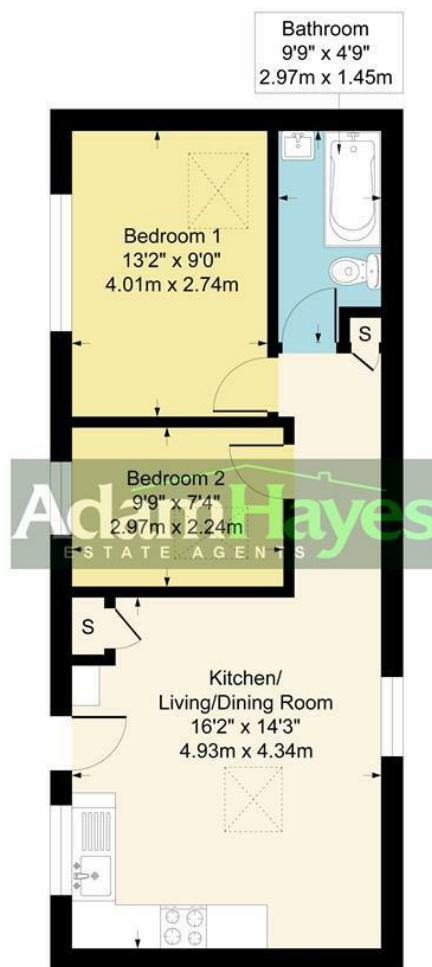 Bathroom
9'9" x 4'9"
2.97m x 1.45m
Bedroom 1
13'2" x 9'0"
4.01m x 2.74m
S
Bedroom 2
9'9" x 7'4"
2.97m x 2.24m
AdamHayes
ESTATE AGENTS
S
Kitchen/
Living/Dining Room
16'2" x 14'3"
4.93m x 4.34m